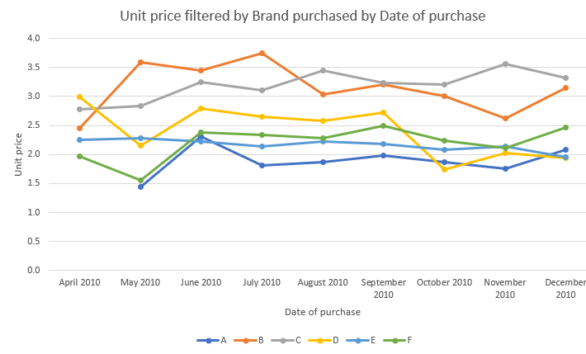 Unit price filtered by Brand purchased by Date of purchase
4.0
3.5
3.0
2.5
2.0
1.5
1.0
0.5
0.0
Unit price
April 2010 May 2010 June 2010 July 2010 August 2010 September 2010 October 2010 November 2010 December 2010
Date of purchase
A B C D E F